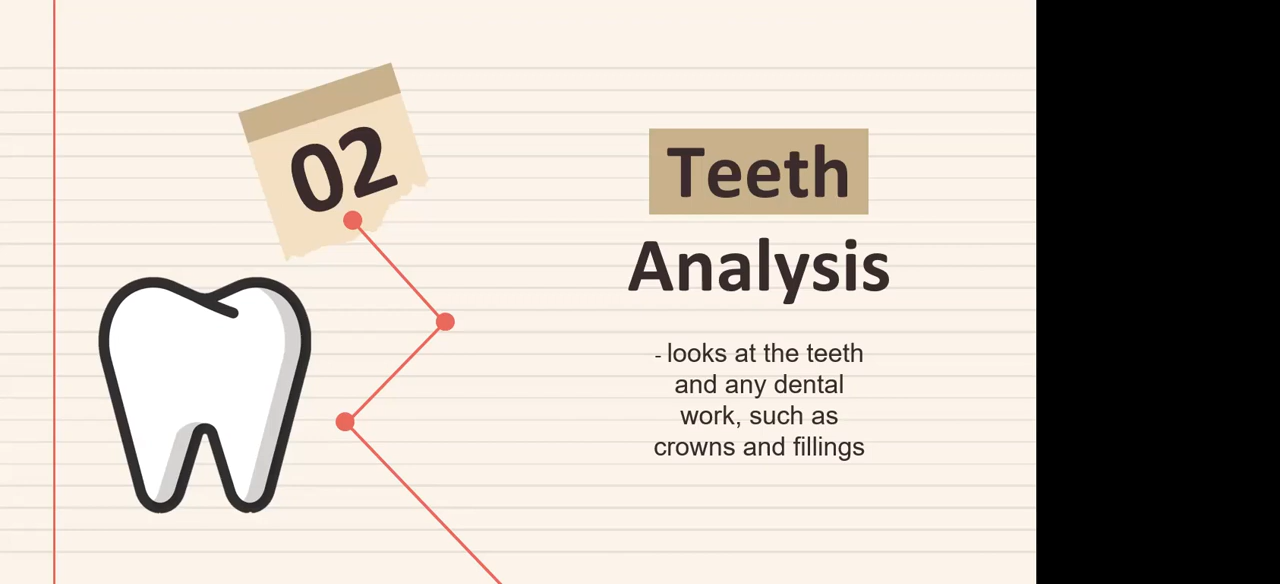 02
Teeth
Analysis
- looks at the teeth
and any dental
work, such as
crowns and fillings